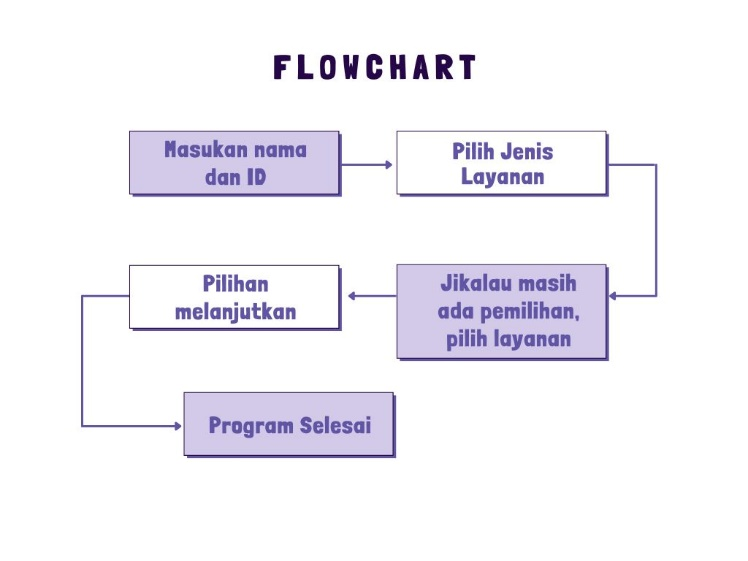 FLOWCHART
Masukan nama
dan ID
Pilih Jenis
Layanan
Jikalau masih
ada pemilihan,
pilih layanan
Pilihan
melanjutkan
Program Selesai